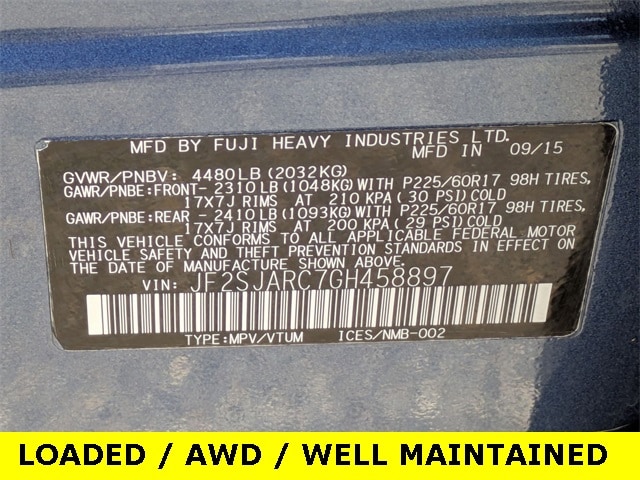 MFD BY FUJI HEAVY INDUSTRIES LTD.
MFD IN 09/15
GVWR/PNBV: 4480LB(2032KG)
GAWR/PNBE:FRONT- 2310LB(1048KG)WITH P225/60R17 98H TIRES,
17X7J RIMS AT 210 KPA(30 PSI)COLD
GAWR/PNBE:REAR - 2410LB(1093KG)WITH P225/60R17 98H TIRES,
17X7J RIMS AT 200 KPA(29 PSI)COLD
THIS VEHICLE CONFORMS TO ALL APPLICABLE FEDERAL MOTOR
VEHICLE SAFETY AND THEFT PREVENTION STANDARDS IN EFFECT ON
THE DATE OF MANUFACTURE SHOWN ABOVE.
VIN: JF2SJARC7GH458897
TYPE:MPV/VTUM ICES/NMB-002
LOADED / AWD / WELL MAINTAINED